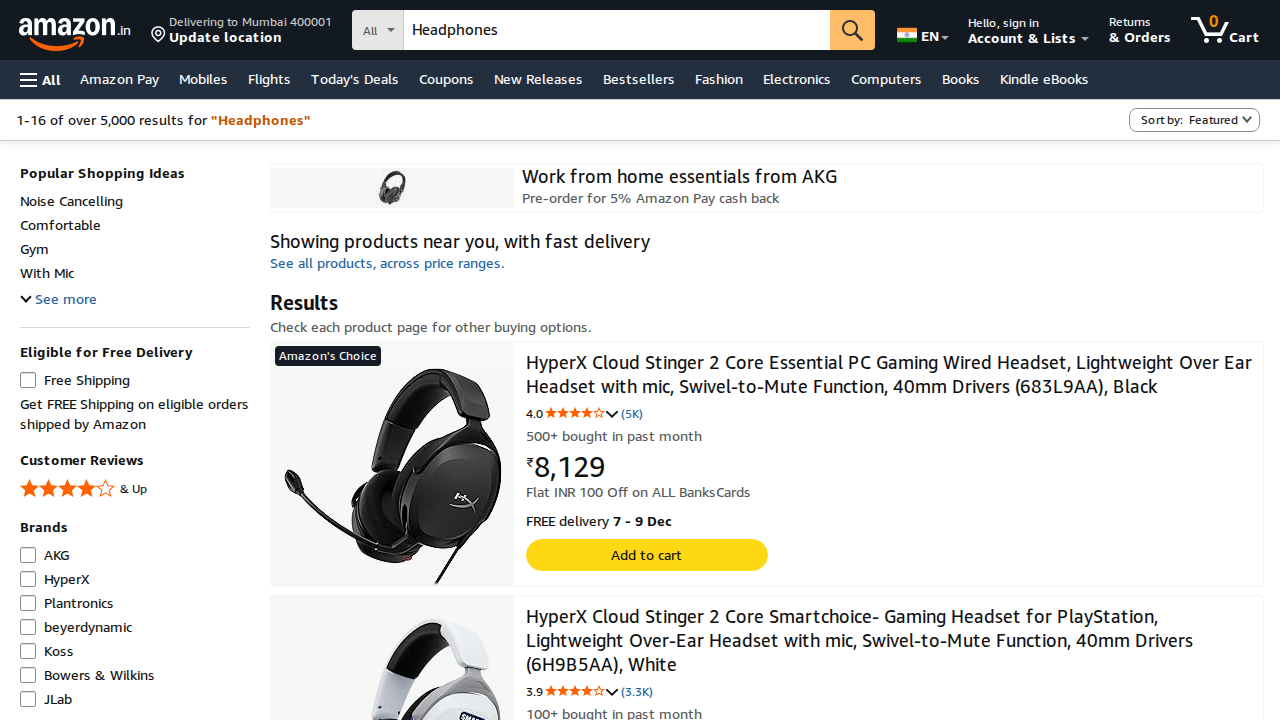 amazon.in
Delivering to Mumbai 400001
Update location
All
Headphones
EN
Hello, sign in
Account & Lists
Returns
& Orders
0
Cart
All
Amazon Pay
Mobiles
Flights
Today's Deals
Coupons
New Releases
Bestsellers
Fashion
Electronics
Computers
Books
Kindle eBooks
1-16 of over 5,000 results for "Headphones"
Sort by: Featured
Popular Shopping Ideas
Noise Cancelling
Comfortable
Gym
With Mic
See more
Eligible for Free Delivery
Free Shipping
Get FREE Shipping on eligible orders
shipped by Amazon
Customer Reviews
& Up
Brands
AKG
HyperX
Plantronics
beyerdynamic
Koss
Bowers & Wilkins
JLab
Work from home essentials from AKG
Pre-order for 5% Amazon Pay cash back
Showing products near you, with fast delivery
See all products, across price ranges.
Results
Check each product page for other buying options.
Amazon's Choice
HyperX Cloud Stinger 2 Core Essential PC Gaming Wired Headset, Lightweight Over Ear
Headset with mic, Swivel-to-Mute Function, 40mm Drivers (683L9AA), Black
4.0 (5K)
500+ bought in past month
₹8,129
Flat INR 100 Off on ALL BanksCards
FREE delivery 7 - 9 Dec
Add to cart
HyperX Cloud Stinger 2 Core Smartchoice- Gaming Headset for PlayStation,
Lightweight Over-Ear Headset with mic, Swivel-to-Mute Function, 40mm Drivers
(6H9B5AA), White
3.9 (3.3K)
100+ bought in past month